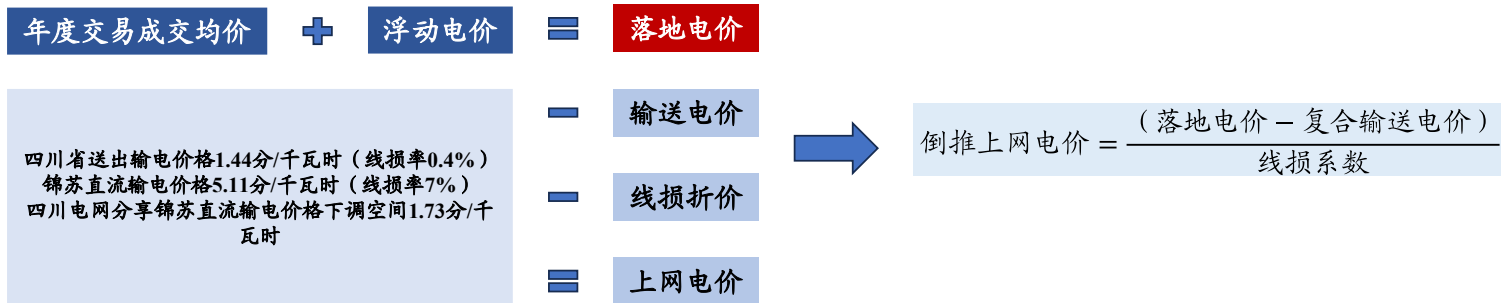 年度交易成交均价 + 浮动电价 = 落地电价
- 输送电价
四川省送出输电价格1.44分/千瓦时（线损率0.4%）
锦苏直流输电价格5.11分/千瓦时（线损率7%）
四川电网分享锦苏直流输电价格下调空间1.73分/千
瓦时
- 线损折价
= 上网电价
倒推上网电价 = （落地电价 − 复合输送电价）
线损系数